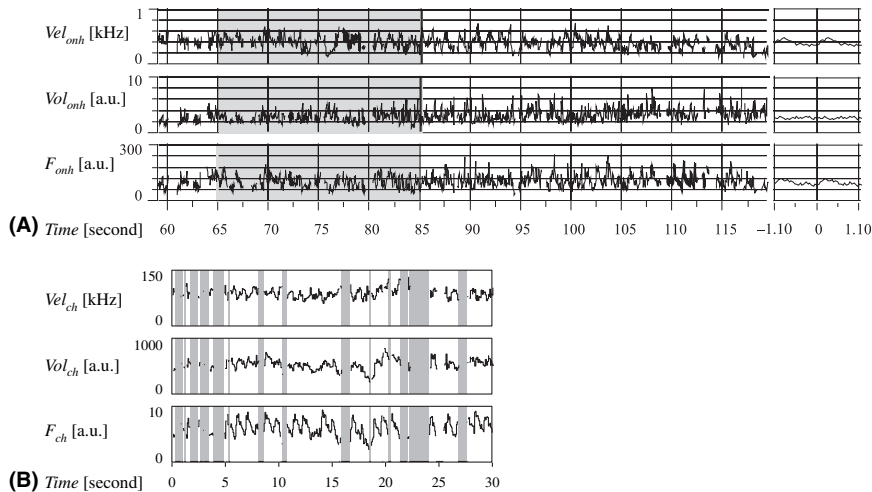 1
Vel_onh [kHz]
0
10
Vol_onh [a.u.]
0
300
F_onh [a.u.]
0
(A) Time [second] 60 65 70 75 80 85 90 95 100 105 110 115 –1.10 0 1.10
150
Vel_ch [kHz]
0
1000
Vol_ch [a.u.]
0
10
F_ch [a.u.]
0
0 5 10 15 20 25 30
(B) Time [second]